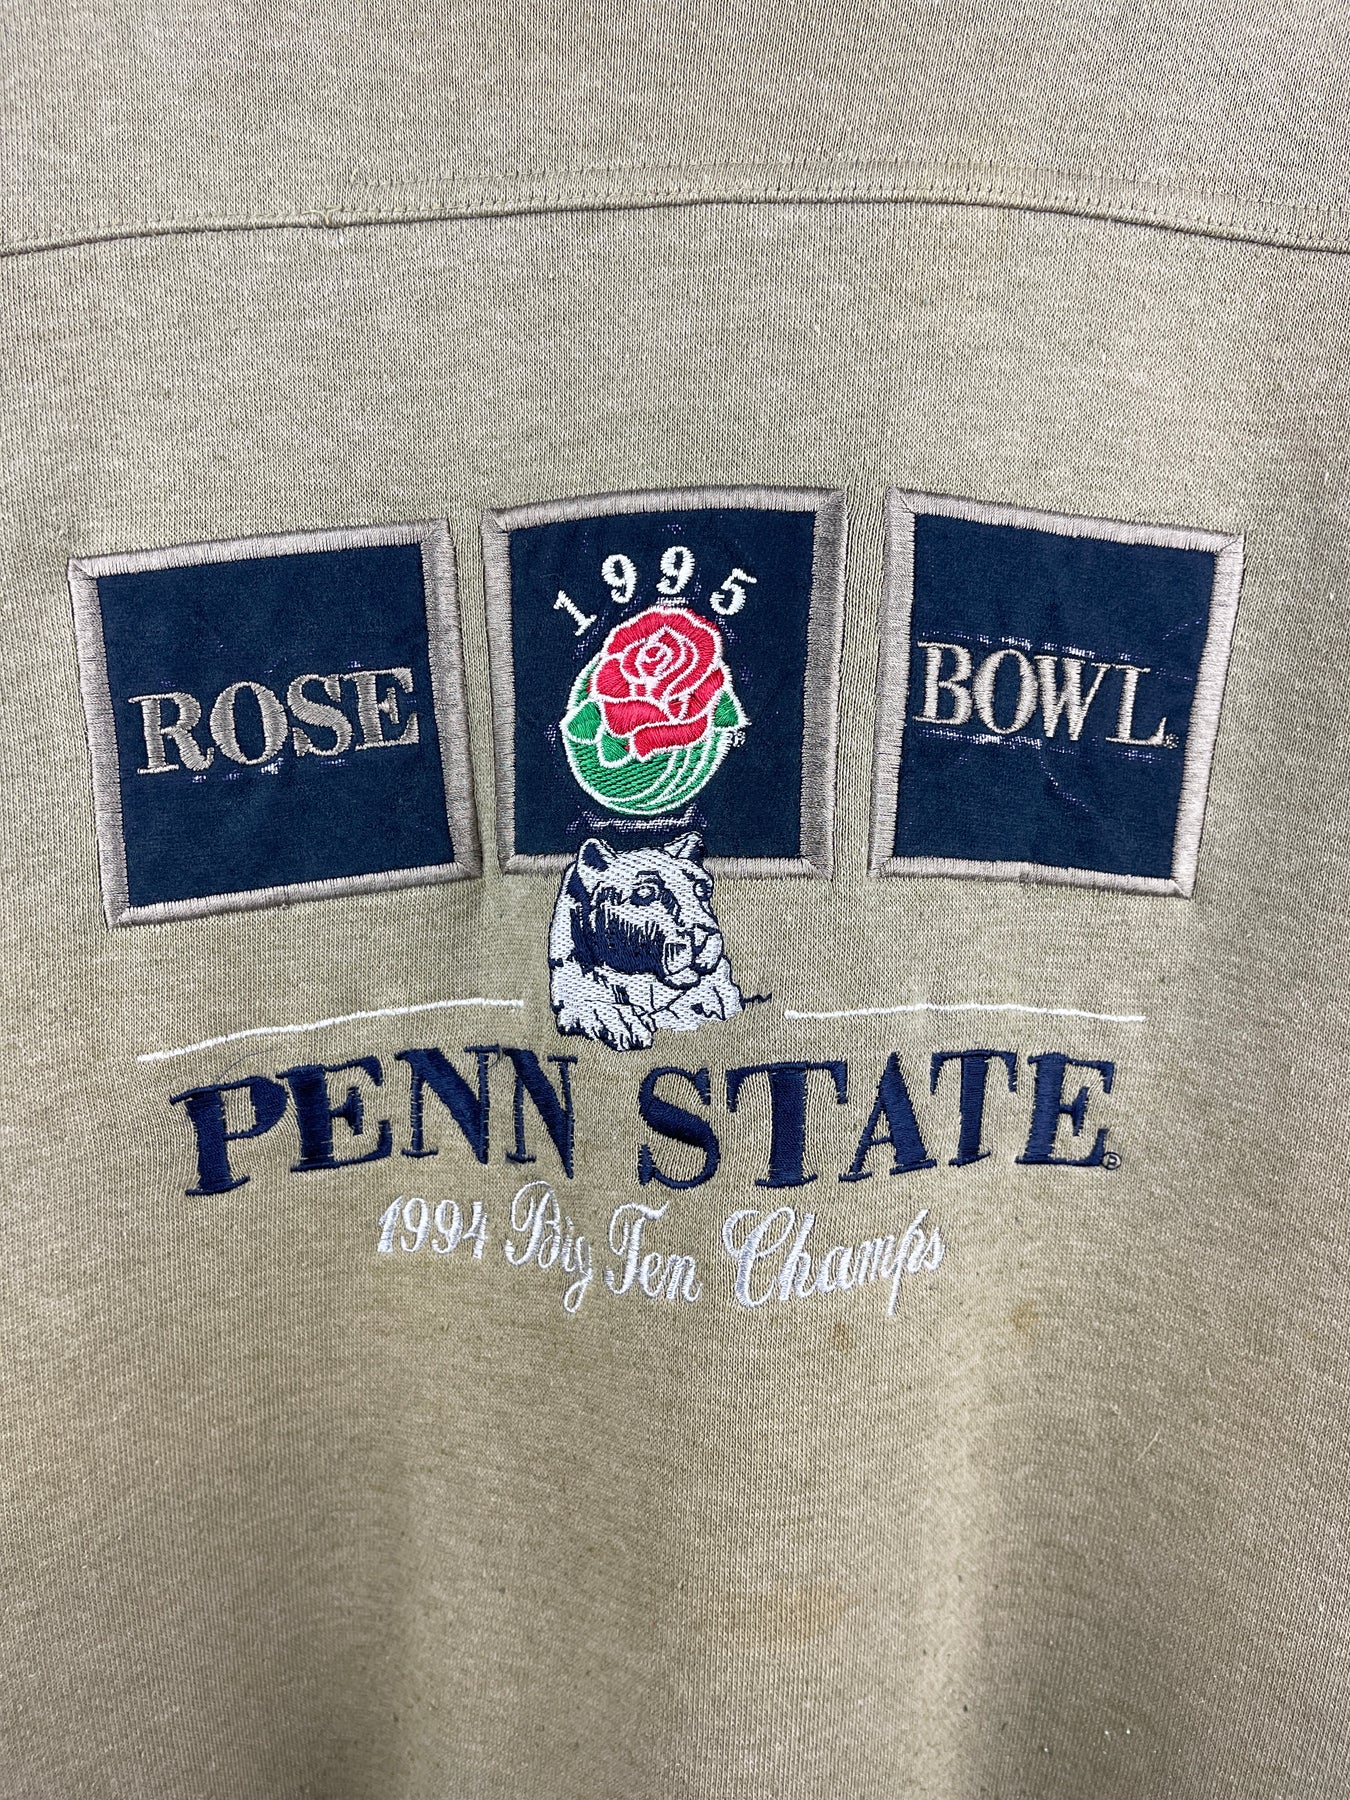 1995
ROSE BOWL
PENN STATE®
1994 Big Ten Champs